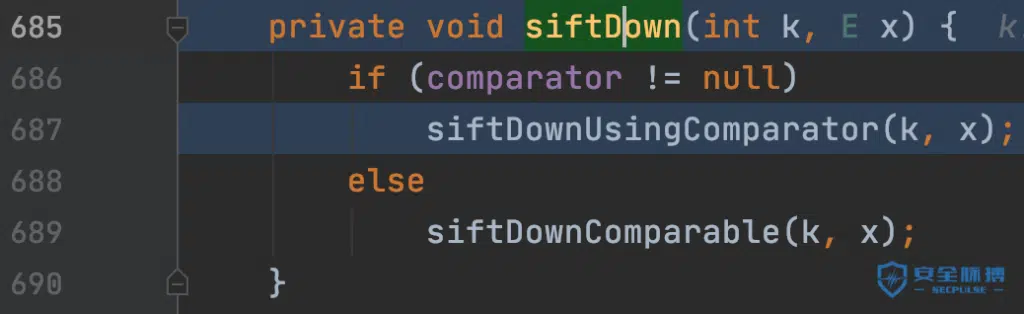 685 private void siftDown(int k, E x) { k
686 if (comparator != null)
687 siftDownUsingComparator(k, x);
688 else
689 siftDownComparable(k, x);
690 }
安全脉搏
SECPULSE